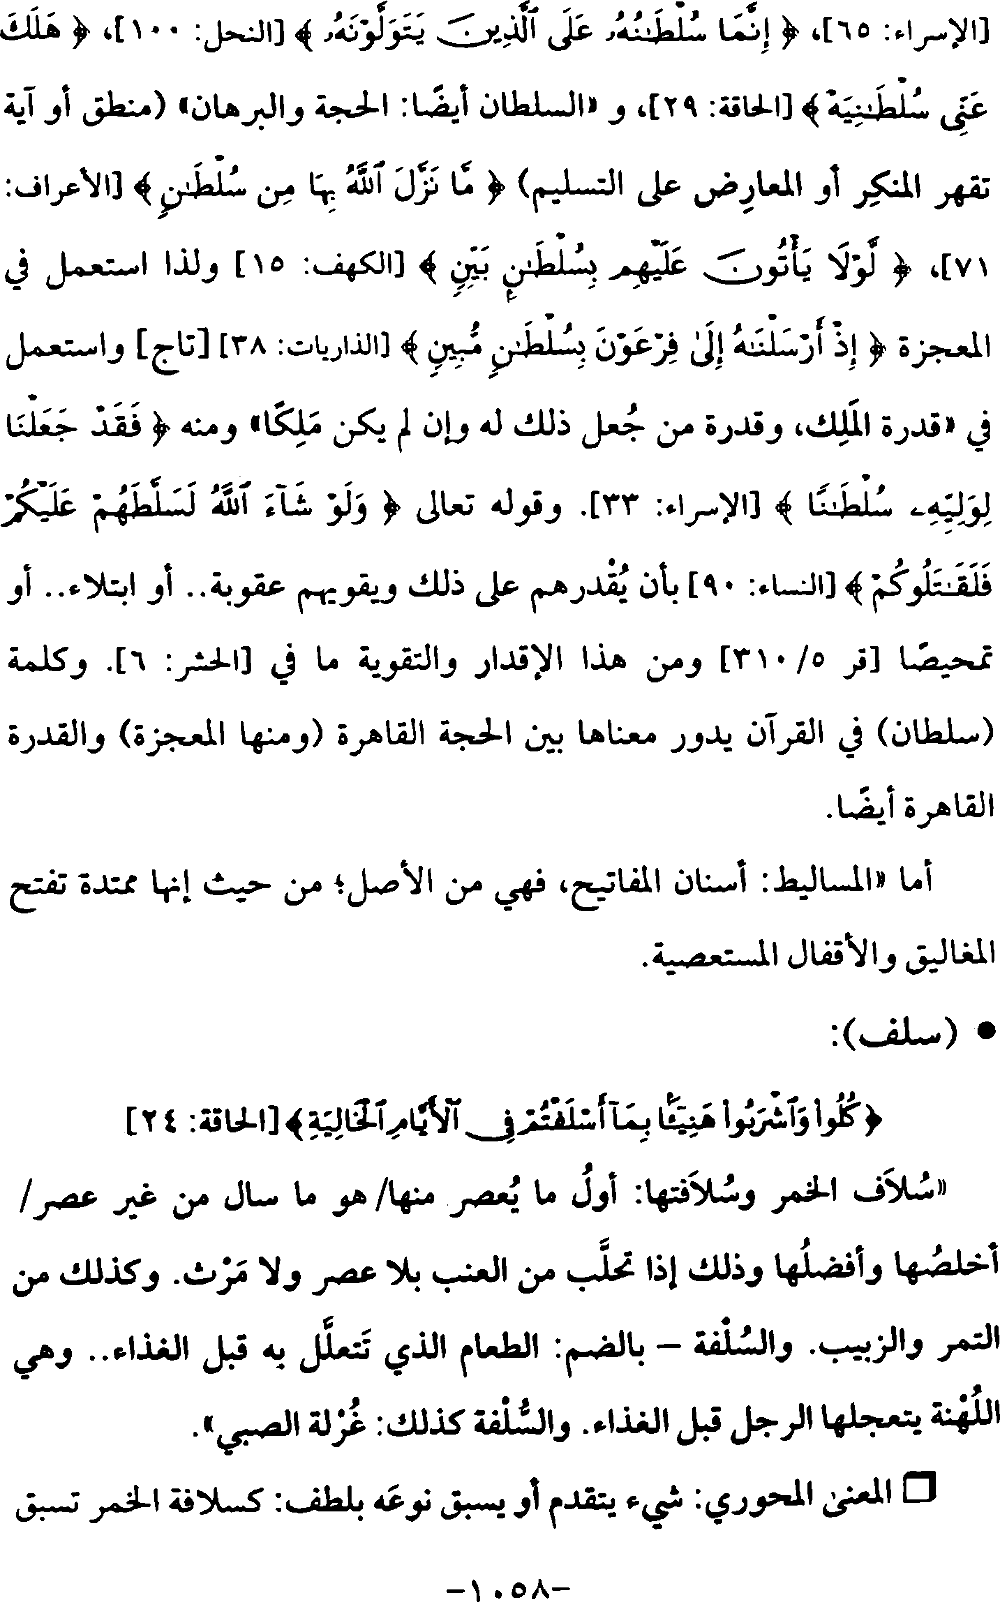 [الإسراء: ٦٥]، ﴿ إِنَّمَا سُلْطَٰنُهُۥ عَلَى ٱلَّذِينَ يَتَوَلَّوْنَهُۥ ﴾ [النحل: ١٠٠]، ﴿ هَلَكَ
عَنِّى سُلْطَٰنِيَهْ ﴾ [الحاقة: ٢٩]، و «السلطان أيضًا: الحجة والبرهان» (منطق أو آية
تقهر المنكِر أو المعارِض على التسليم) ﴿ مَّا نَزَّلَ ٱللَّهُ بِهَا مِن سُلْطَٰنٍ ﴾ [الأعراف:
٧١]، ﴿ لَّوْلَا يَأْتُونَ عَلَيْهِم بِسُلْطَٰنٍۭ بَيِّنٍ ﴾ [الكهف: ١٥] ولذا استعمل في
المعجزة ﴿ إِذْ أَرْسَلْنَٰهُ إِلَىٰ فِرْعَوْنَ بِسُلْطَٰنٍ مُّبِينٍ ﴾ [الذاريات: ٣٨] [تاج] واستعمل
في «قدرة المَلِك، وقدرة من جُعل ذلك له وإن لم يكن مَلِكًا» ومنه ﴿ فَقَدْ جَعَلْنَا
لِوَلِيِّهِۦ سُلْطَٰنًا ﴾ [الإسراء: ٣٣]. وقوله تعالى ﴿ وَلَوْ شَآءَ ٱللَّهُ لَسَلَّطَهُمْ عَلَيْكُمْ
فَلَقَٰتَلُوكُمْ ﴾ [النساء: ٩٠] بأن يُقْدرهم على ذلك ويقويهم عقوبة.. أو ابتلاء.. أو
تمحيصًا [قر ٣١٠/٥] ومن هذا الإقدار والتقوية ما في [الحشر: ٦]. وكلمة
(سلطان) في القرآن يدور معناها بين الحجة القاهرة (ومنها المعجزة) والقدرة
القاهرة أيضًا.
أما «المساليط: أسنان المفاتيح، فهي من الأصل؛ من حيث إنها ممتدة تفتح
المغاليق والأقفال المستعصية.
• (سلف):
﴿ كُلُوا۟ وَٱشْرَبُوا۟ هَنِيٓـًٔۢا بِمَآ أَسْلَفْتُمْ فِى ٱلْأَيَّامِ ٱلْخَالِيَةِ ﴾ [الحاقة: ٢٤]
«سُلاَف الخمر وسُلاَفتها: أولُ ما يُعصر منها/ هو ما سال من غير عصر/
أخلصُها وأفضلُها وذلك إذا تحلَّب من العنب بلا عصر ولا مَرْث. وكذلك من
التمر والزبيب. والسُلْفة – بالضم: الطعام الذي تَتعلَّل به قبل الغذاء.. وهي
اللُهْنة يتعجلها الرجل قبل الغذاء. والسُّلْفة كذلك: غُرْلة الصبي».
❒ المعنى المحوري: شيء يتقدم أو يسبق نوعَه بلطف: كسلافة الخمر تسبق
-١٠٥٨-